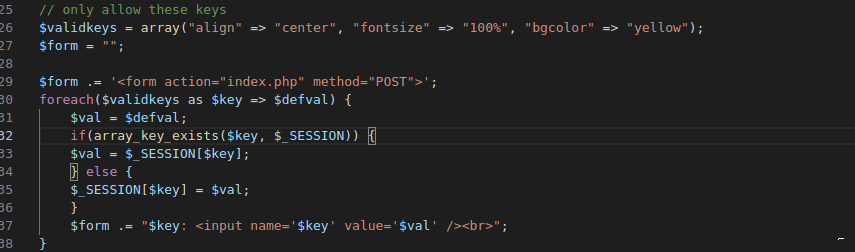 25 // only allow these keys
26 $validkeys = array("align" => "center", "fontsize" => "100%", "bgcolor" => "yellow");
27 $form = "";
28
29 $form .= '<form action="index.php" method="POST">';
30 foreach($validkeys as $key => $defval) {
31 $val = $defval;
32 if(array_key_exists($key, $_SESSION)) {
33 $val = $_SESSION[$key];
34 } else {
35 $_SESSION[$key] = $val;
36 }
37 $form .= "$key: <input name='$key' value='$val' /><br>";
38 }